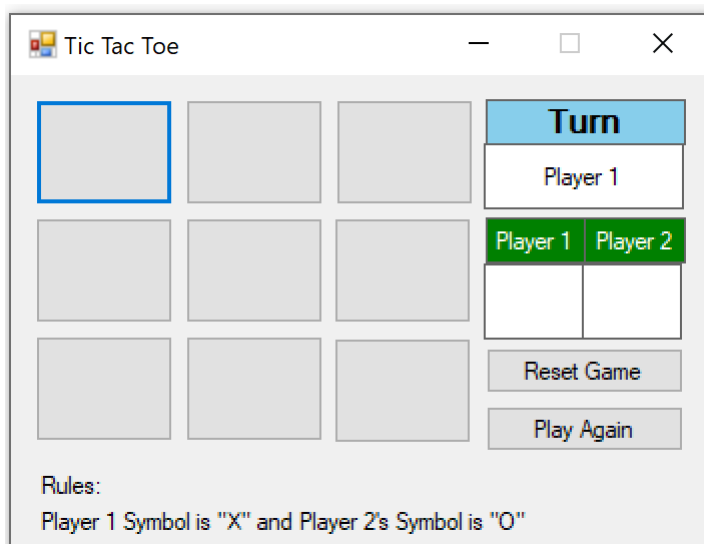 Tic Tac Toe
Turn
Player 1
Player 1 Player 2
Reset Game
Play Again
Rules:
Player 1 Symbol is "X" and Player 2's Symbol is "O"